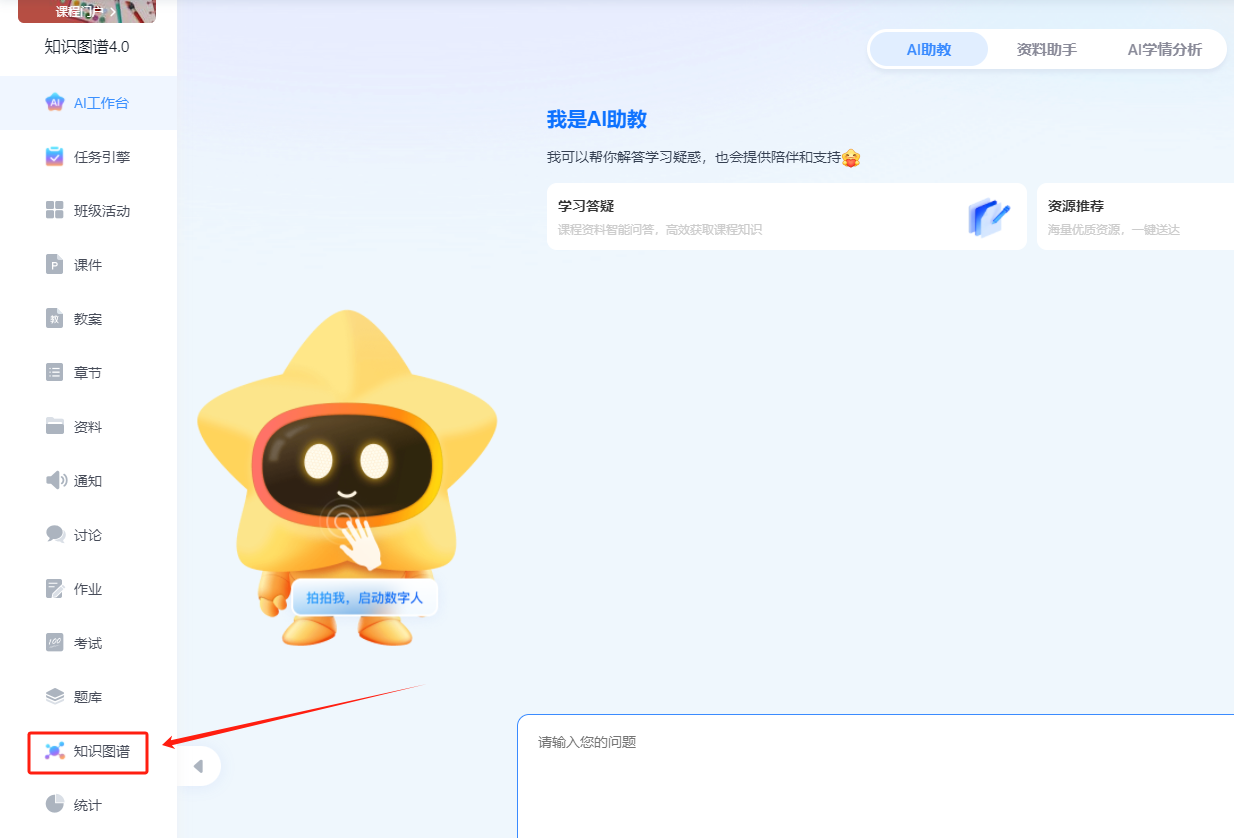 课程门户 >
知识图谱4.0
AI工作台
任务引擎
班级活动
课件
教案
章节
资料
通知
讨论
作业
考试
题库
知识图谱
统计
AI助教
资料助手
AI学情分析
我是AI助教
我可以帮你解答学习疑惑，也会提供陪伴和支持
学习答疑
课程资料智能问答，高效获取课程知识
资源推荐
海量优质资源，一键送达
拍拍我，启动数字人
请输入您的问题